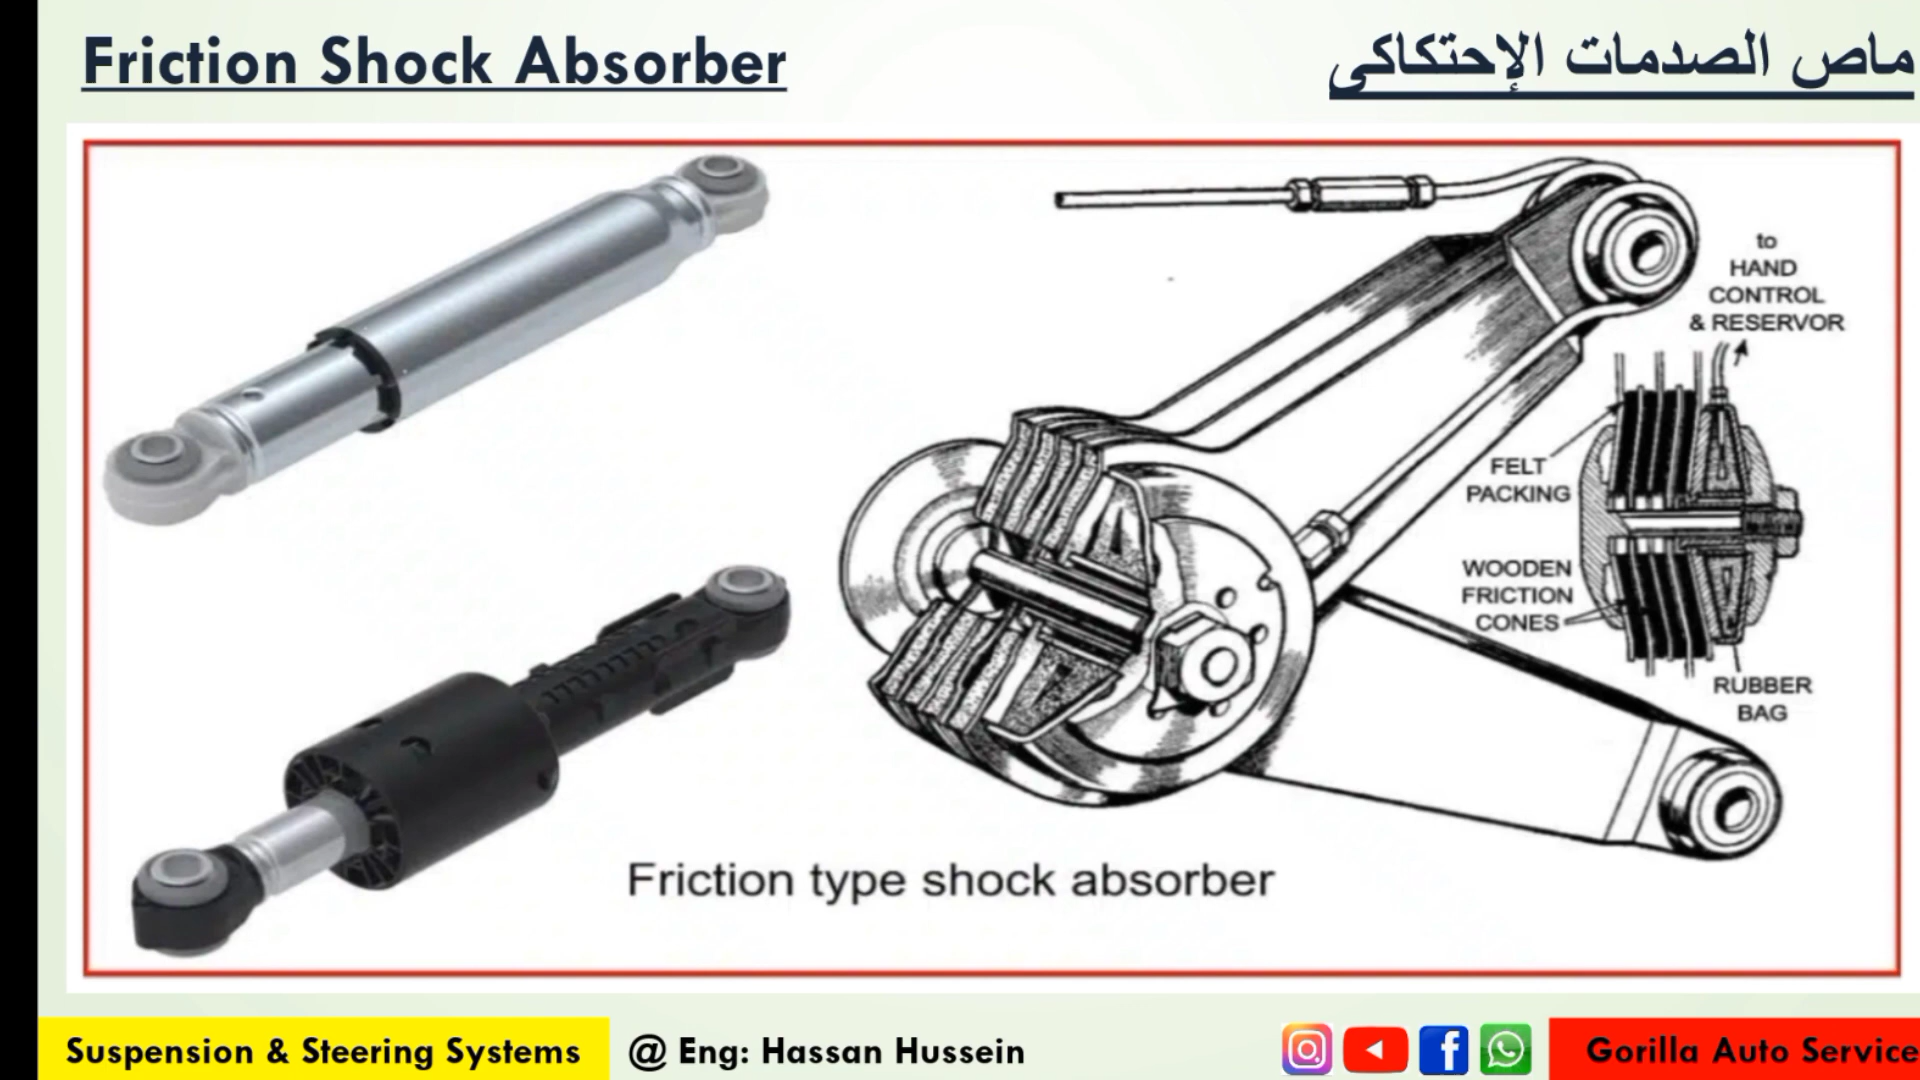 Friction Shock Absorber
ماص الصدمات الإحتكاكى
to
HAND
CONTROL
& RESERVOR
FELT
PACKING
WOODEN
FRICTION
CONES
RUBBER
BAG
Friction type shock absorber
Suspension & Steering Systems
@ Eng: Hassan Hussein
Gorilla Auto Service